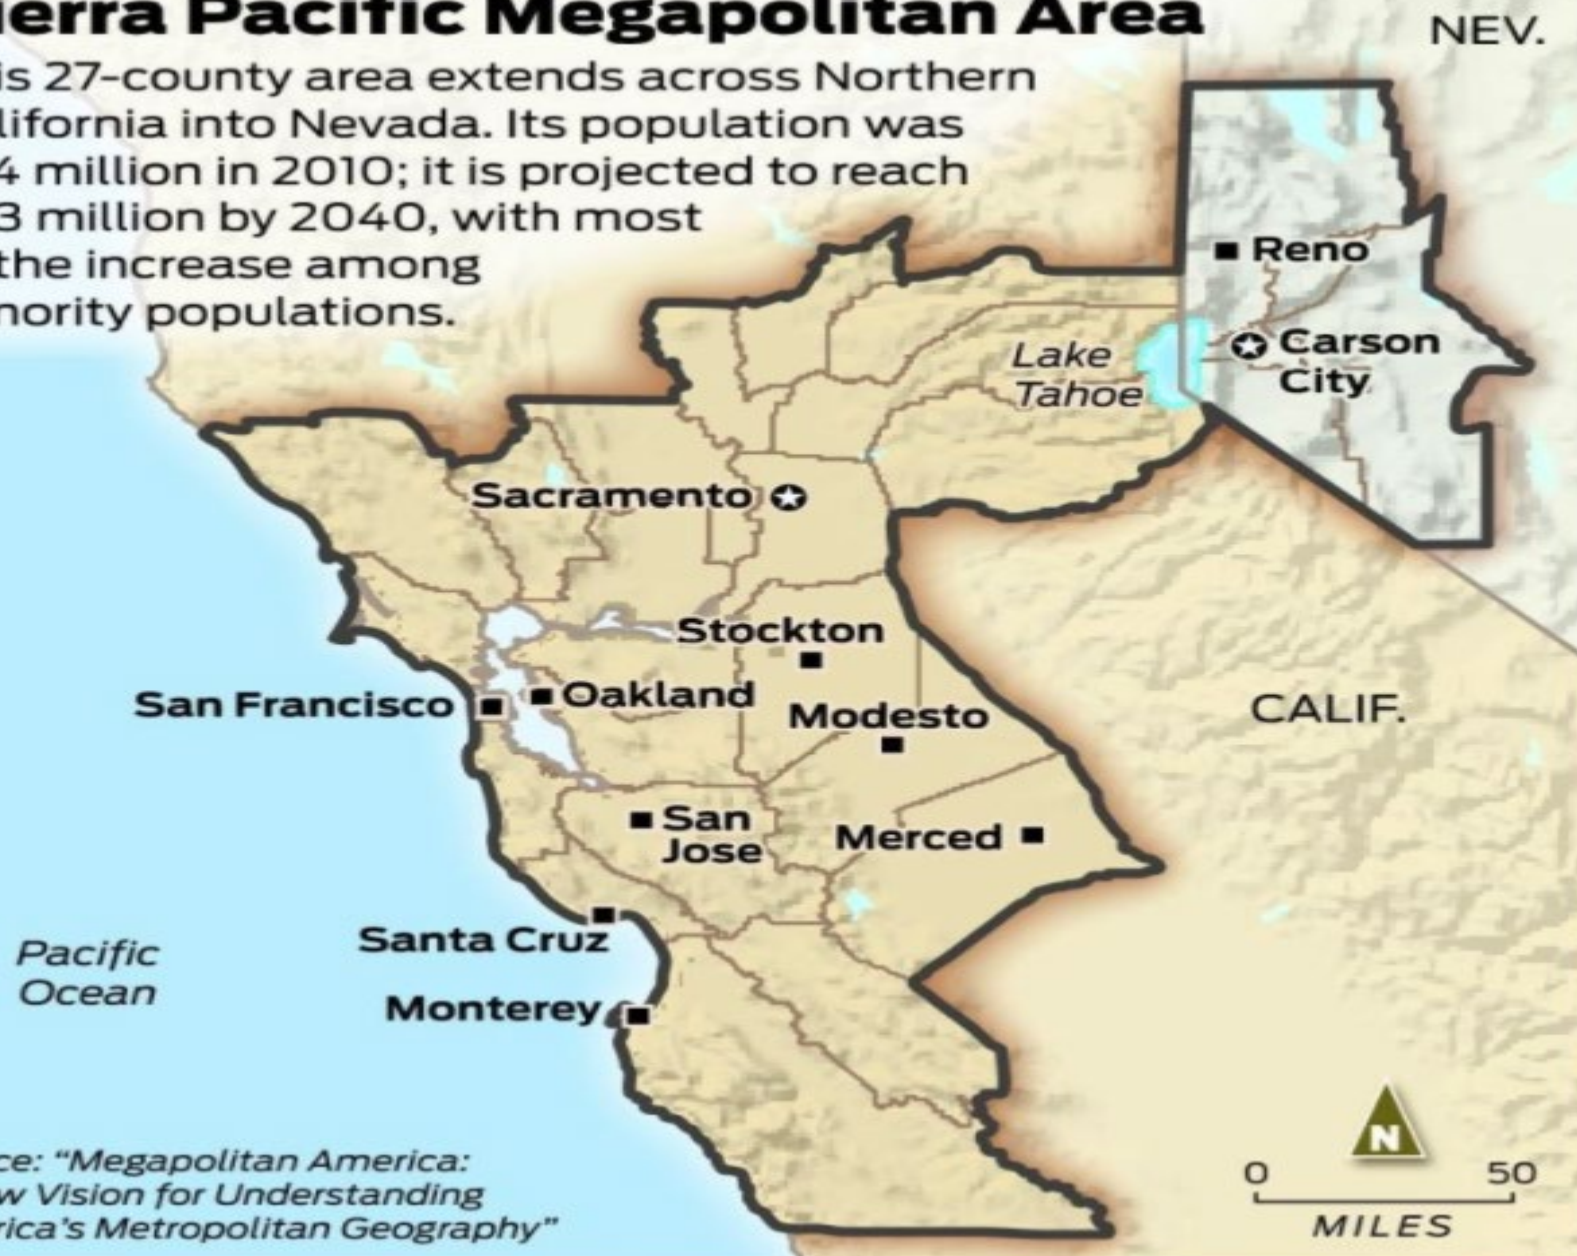 ierra Pacific Megapolitan Area
is 27-county area extends across Northern
lifornia into Nevada. Its population was
4 million in 2010; it is projected to reach
3 million by 2040, with most
the increase among
nority populations.
NEV.
Reno
Carson
City
Lake
Tahoe
Sacramento
Stockton
San Francisco
Oakland
Modesto
CALIF.
San
Jose
Merced
Santa Cruz
Pacific
Ocean
Monterey
N
0 50
MILES
ce: “Megapolitan America:
w Vision for Understanding
rica’s Metropolitan Geography”